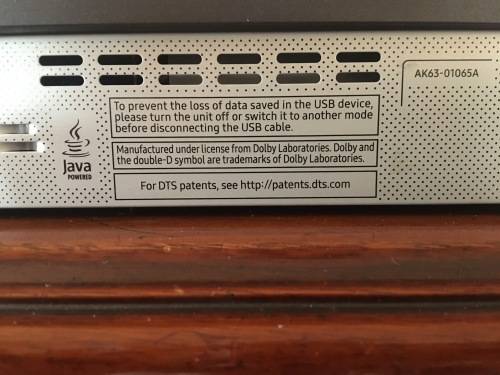 AK63-01065A
To prevent the loss of data saved in the USB device,
please turn the unit off or switch it to another mode
before disconnecting the USB cable.
Java
POWERED
Manufactured under license from Dolby Laboratories. Dolby and
the double-D symbol are trademarks of Dolby Laboratories.
For DTS patents, see http://patents.dts.com